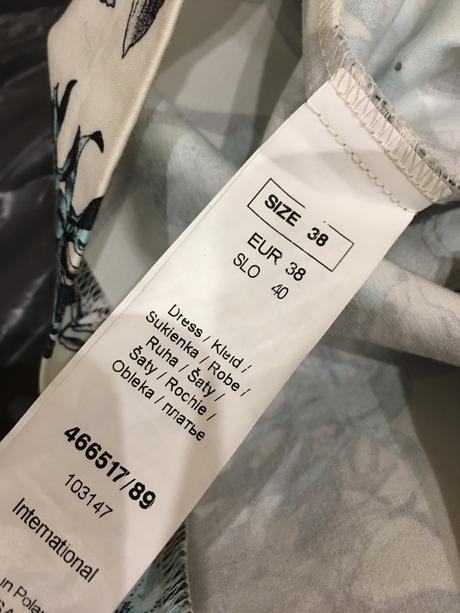 SIZE 38
EUR 38
SLO 40
Dress / Kleid /
Sukienka / Robe /
Ruha / Šaty /
Šaty / Rochie /
Obleka / платье
466517/89
103147
International
in Polan